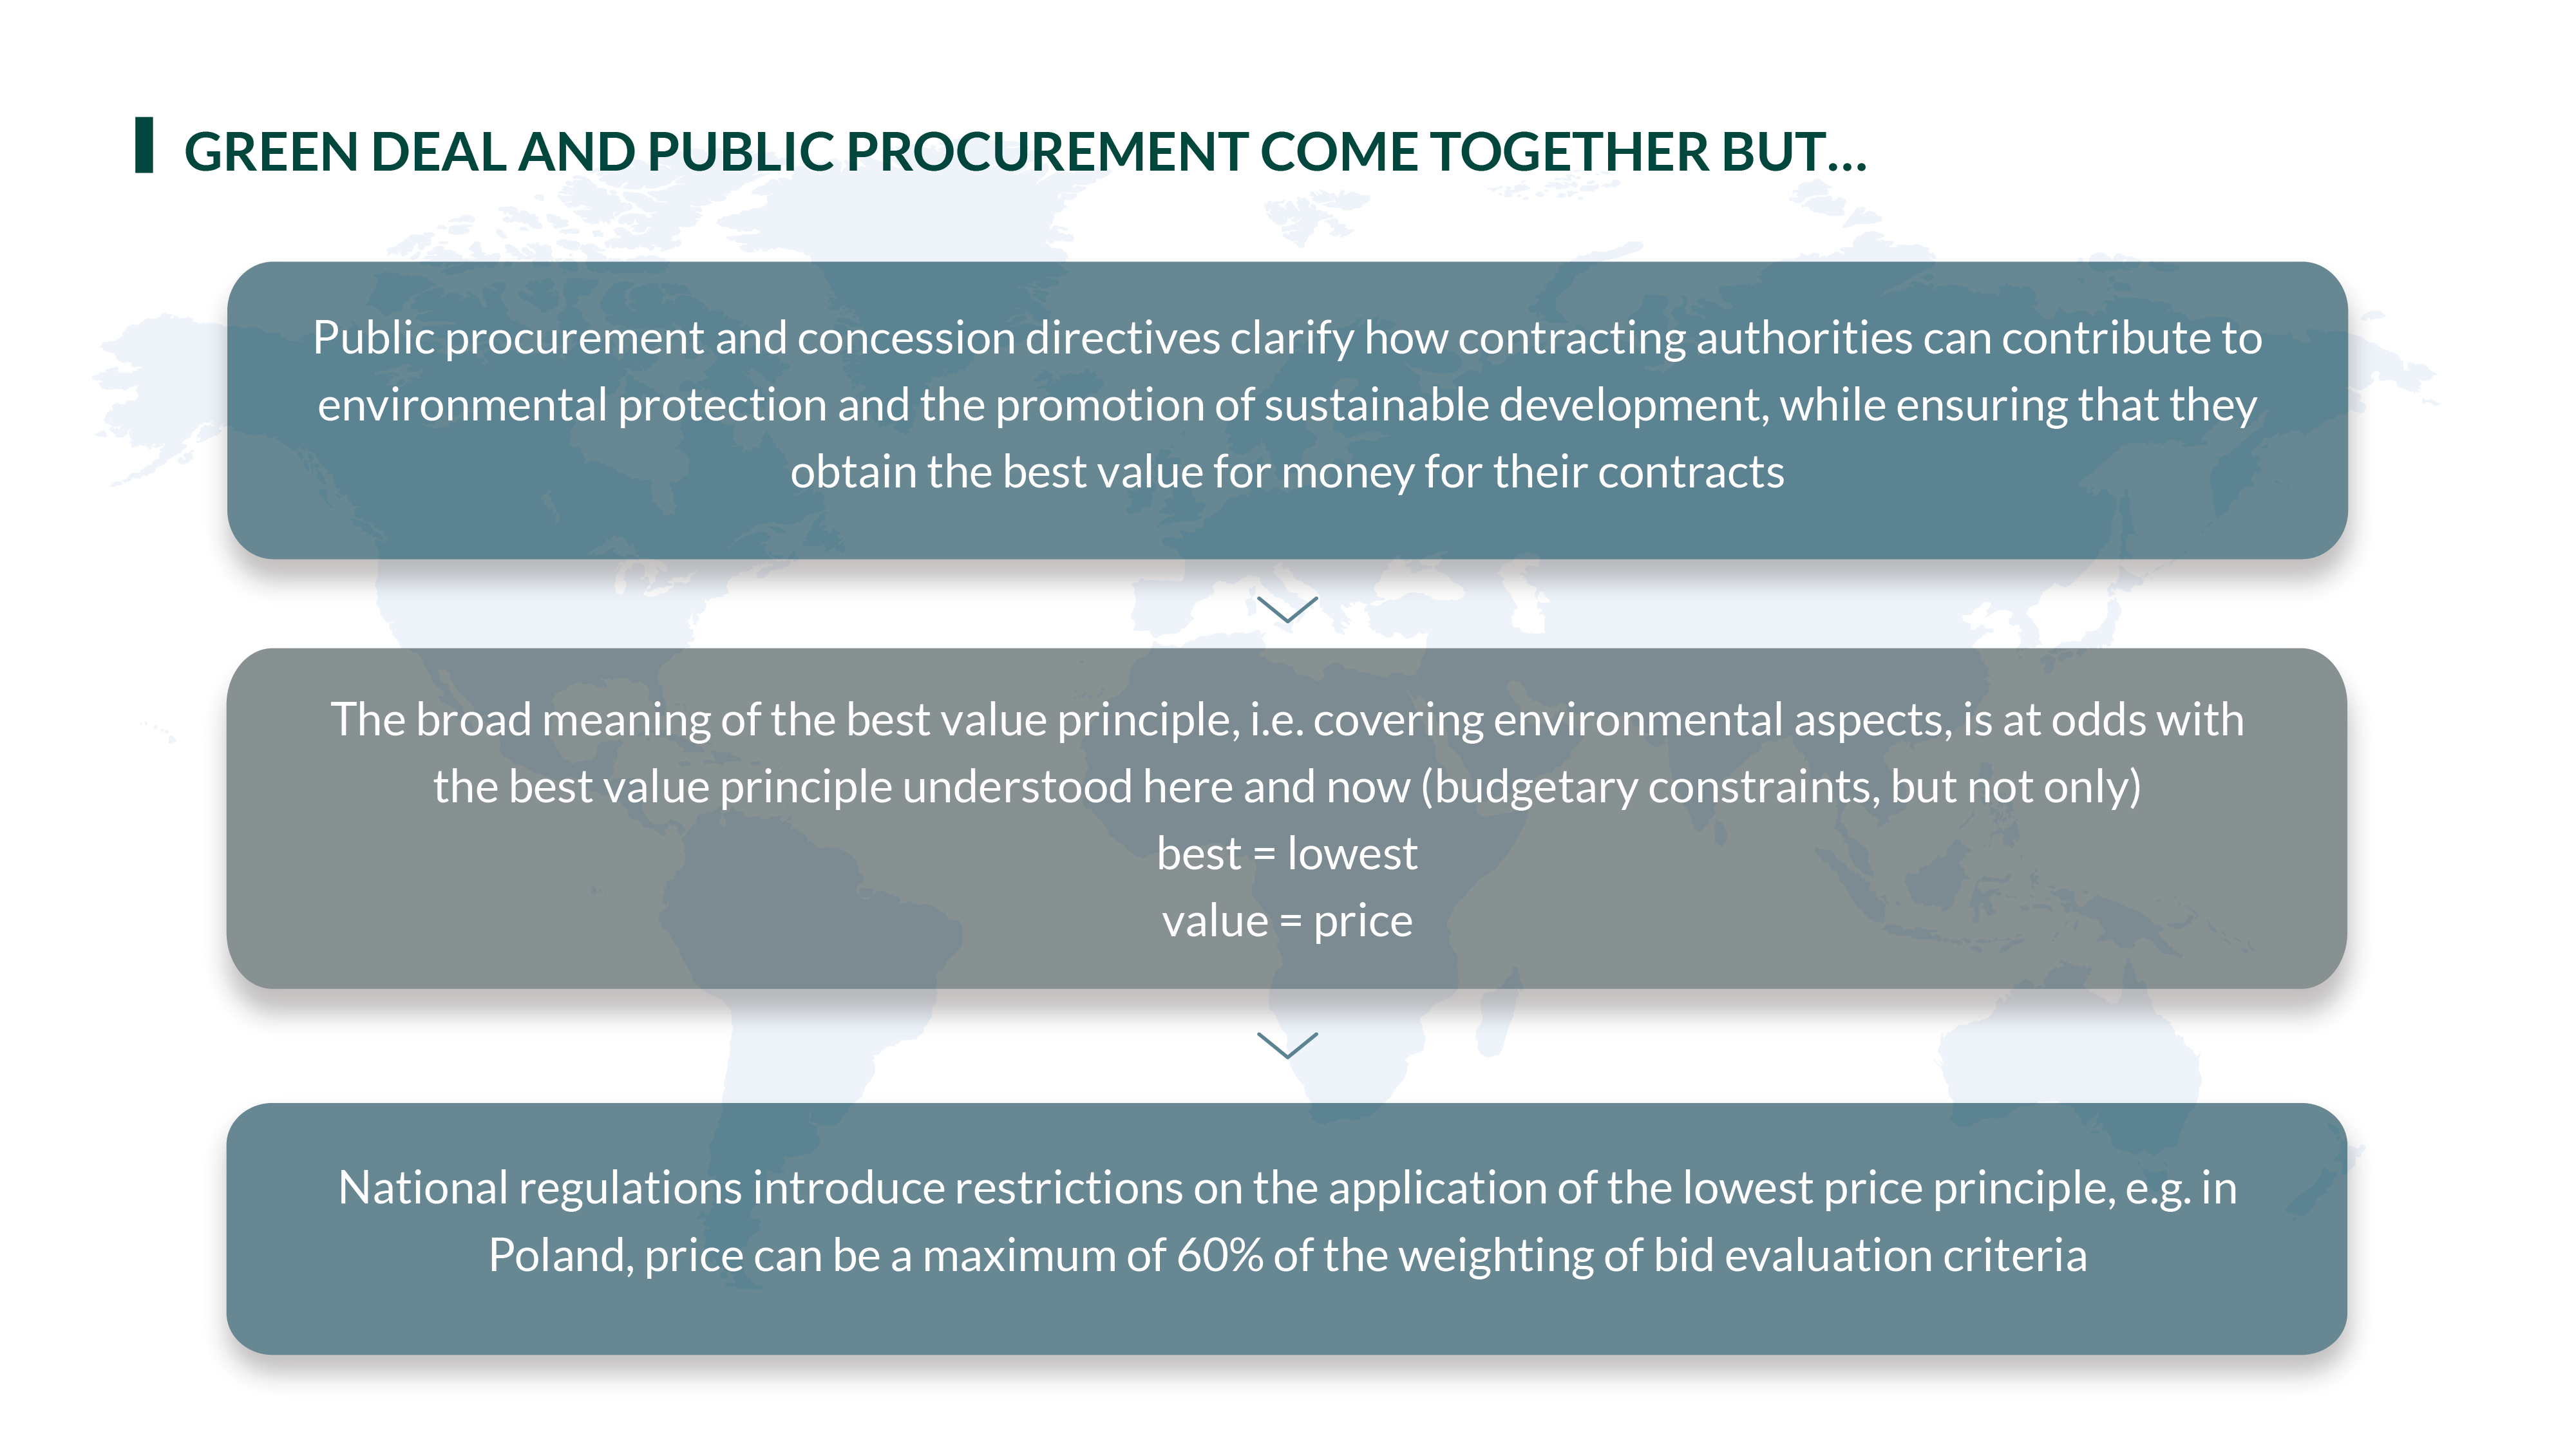 GREEN DEAL AND PUBLIC PROCUREMENT COME TOGETHER BUT...
Public procurement and concession directives clarify how contracting authorities can contribute to
environmental protection and the promotion of sustainable development, while ensuring that they
obtain the best value for money for their contracts
The broad meaning of the best value principle, i.e. covering environmental aspects, is at odds with
the best value principle understood here and now (budgetary constraints, but not only)
best = lowest
value = price
National regulations introduce restrictions on the application of the lowest price principle, e.g. in
Poland, price can be a maximum of 60% of the weighting of bid evaluation criteria